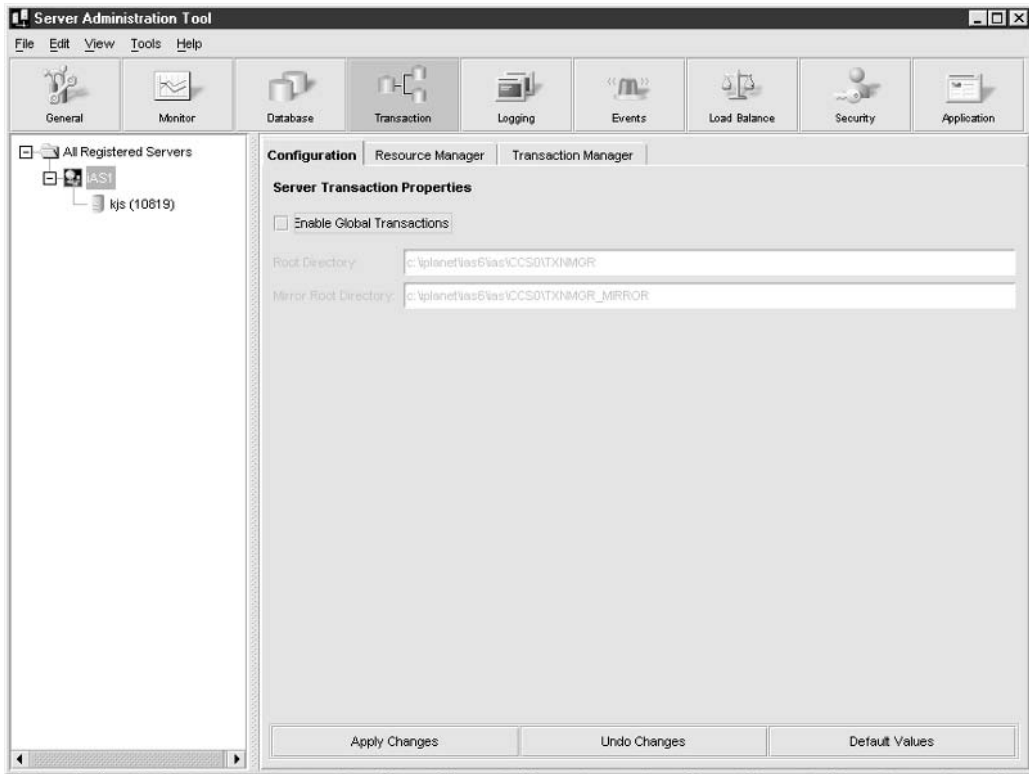 Server Administration Tool
File Edit View Tools Help
General Monitor Database Transaction Logging Events Load Balance Security Application
All Registered Servers
iAS1
kjs (10819)
Configuration Resource Manager Transaction Manager
Server Transaction Properties
Enable Global Transactions
Root Directory: c:\iplanet\ias6\ias\CCS0\TXNMGR
Mirror Root Directory: c:\iplanet\ias6\ias\CCS0\TXNMGR_MIRROR
Apply Changes Undo Changes Default Values